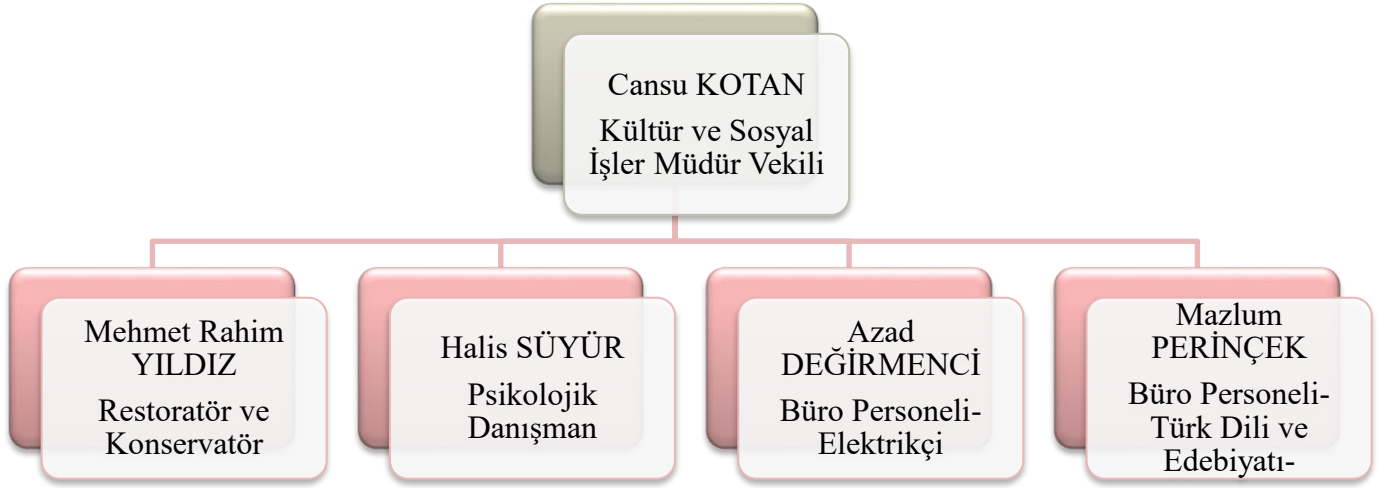 Cansu KOTAN
Kültür ve Sosyal
İşler Müdür Vekili
Mehmet Rahim
YILDIZ
Restoratör ve
Konservatör
Halis SÜYÜR
Psikolojik
Danışman
Azad
DEĞİRMENCİ
Büro Personeli-
Elektrikçi
Mazlum
PERİNÇEK
Büro Personeli-
Türk Dili ve
Edebiyatı-